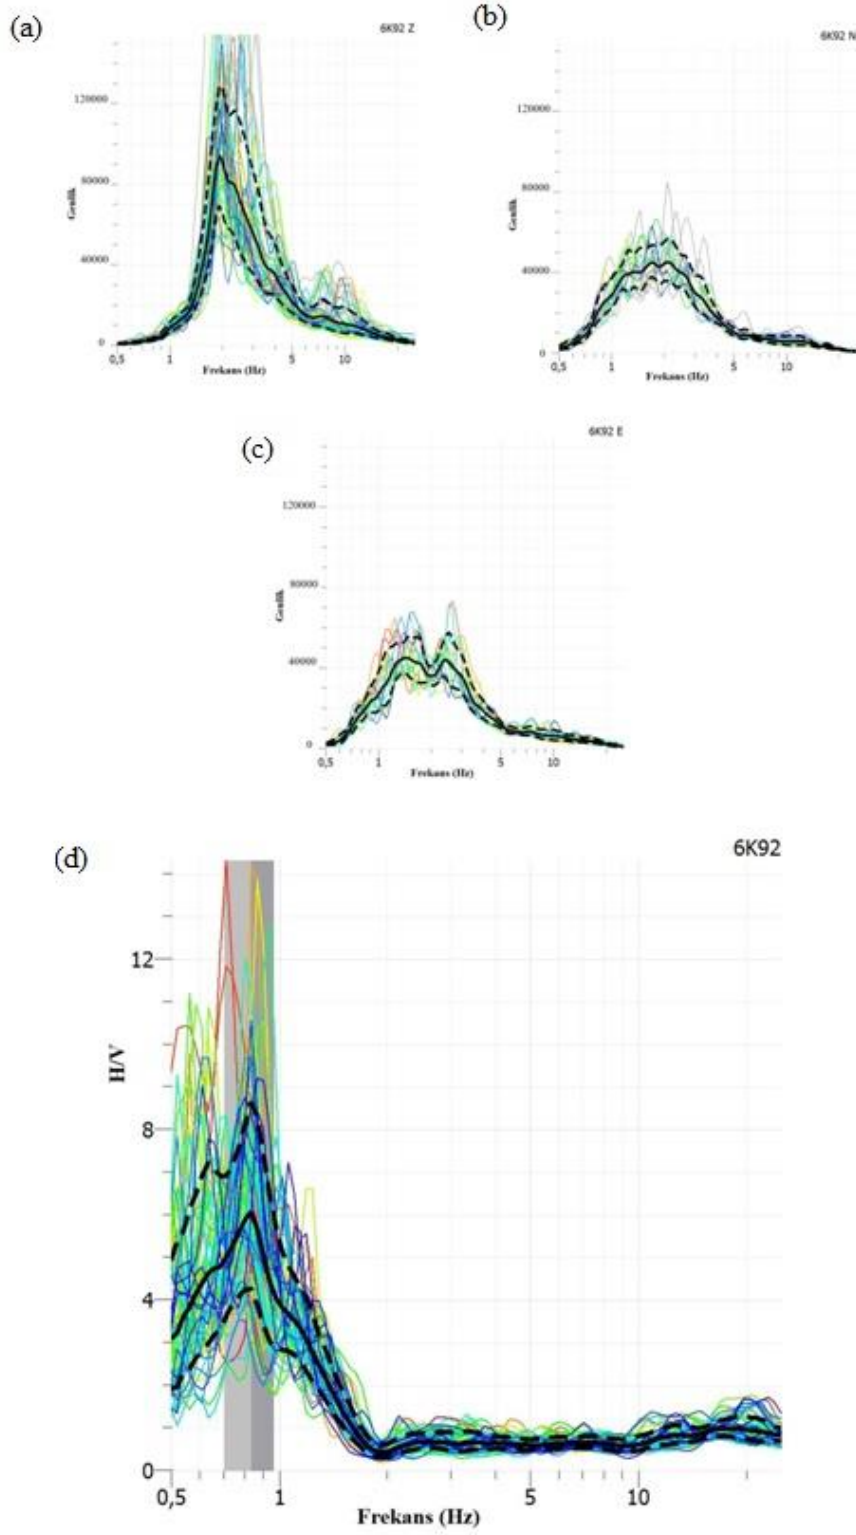 (a)
6K92 Z
120000
80000
40000
0
Genlik
0,5 1 5 10
Frekans (Hz)
(b)
6K92 N
120000
80000
40000
0
Genlik
0,5 1 5 10
Frekans (Hz)
(c)
6K92 E
120000
80000
40000
0
Genlik
0,5 1 5 10
Frekans (Hz)
(d)
6K92
12
8
4
0
H/V
0,5 1 5 10
Frekans (Hz)